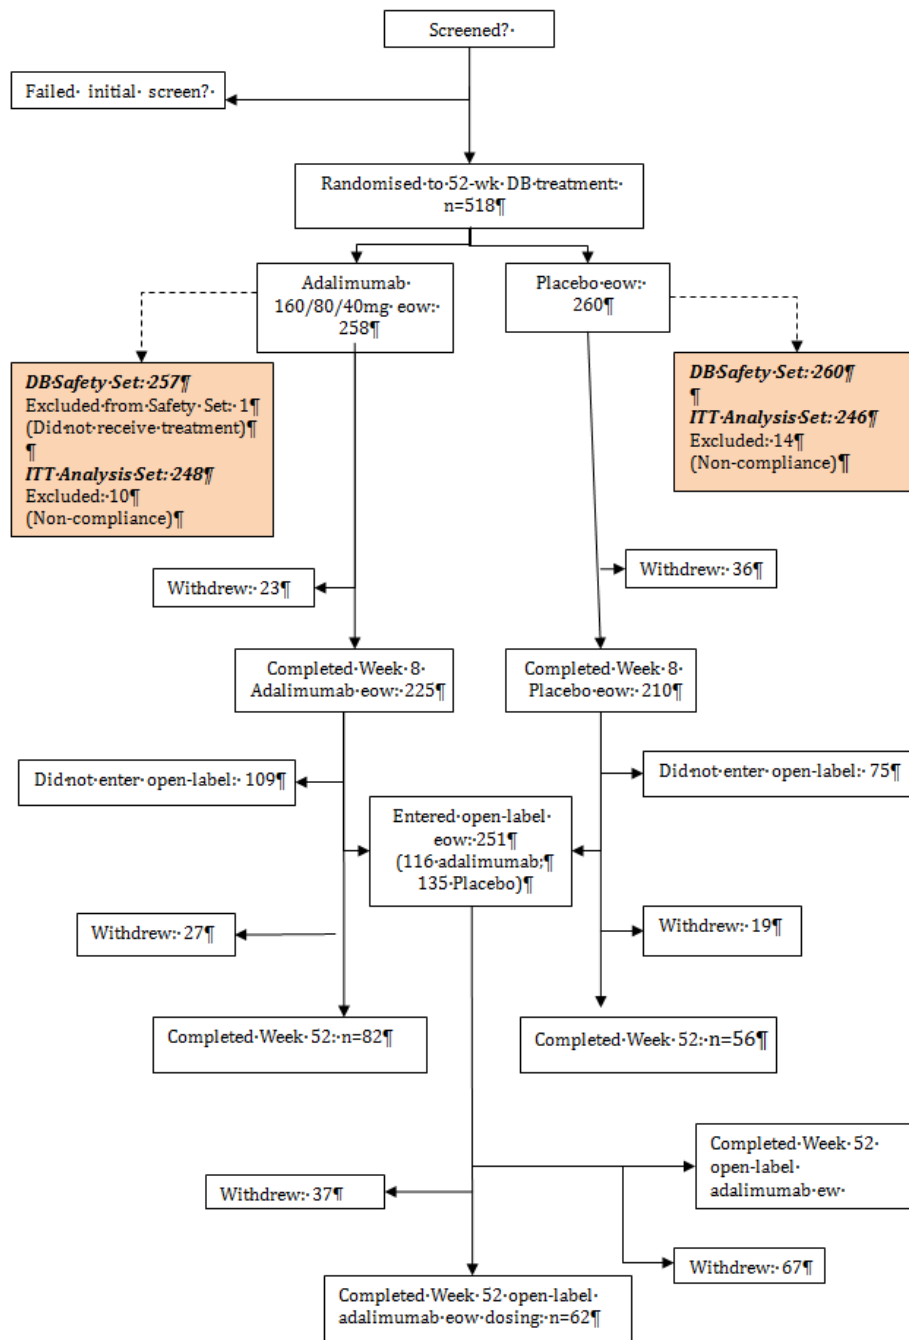 Screened?·
Failed· initial· screen?·
Randomised·to·52-wk·DB·treatment:·
n=518¶
Adalimumab·
160/80/40mg· eow:·
258¶
Placebo·eow:·
260¶
DB·Safety·Set:·257¶
Excluded·from·Safety·Set:·1¶
(Did·not·receive·treatment)¶
¶
ITT·Analysis·Set:·248¶
Excluded:·10¶
(Non-compliance)¶
DB·Safety·Set:·260¶
¶
ITT·Analysis·Set:·246¶
Excluded:·14¶
(Non-compliance)¶
Withdrew:·23¶
Withdrew:·36¶
Completed·Week·8·
Adalimumab·eow:·225¶
Completed·Week·8·
Placebo·eow:·210¶
Did·not·enter·open-label:·109¶
Did·not·enter·open-label:·75¶
Entered·open-label·
eow:·251¶
(116·adalimumab;¶
135·Placebo)¶
Withdrew:·27¶
Withdrew:·19¶
Completed·Week·52:·n=82¶
Completed·Week·52:·n=56¶
Completed·Week·52·
open-label·
adalimumab·ew·
Withdrew:·37¶
Withdrew:·67¶
Completed·Week·52·open-label·
adalimumab·eow·dosing:·n=62¶